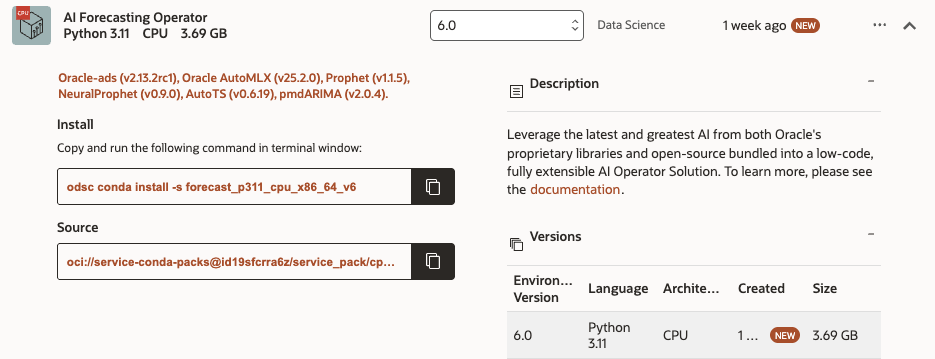 CPU
AI Forecasting Operator
Python 3.11 CPU 3.69 GB
6.0
Data Science
1 week ago NEW
Oracle-ads (v2.13.2rc1), Oracle AutoMLX (v25.2.0), Prophet (v1.1.5),
NeuralProphet (v0.9.0), AutoTS (v0.6.19), pmdARIMA (v2.0.4).
Install
Copy and run the following command in terminal window:
odsc conda install -s forecast_p311_cpu_x86_64_v6
Source
oci://service-conda-packs@id19sfcrra6z/service_pack/cp...
Description
Leverage the latest and greatest AI from both Oracle's
proprietary libraries and open-source bundled into a low-code,
fully extensible AI Operator Solution. To learn more, please see
the documentation.
Versions
Environ... Version Language Archite... Created Size
6.0 Python 3.11 CPU 1 ... NEW 3.69 GB